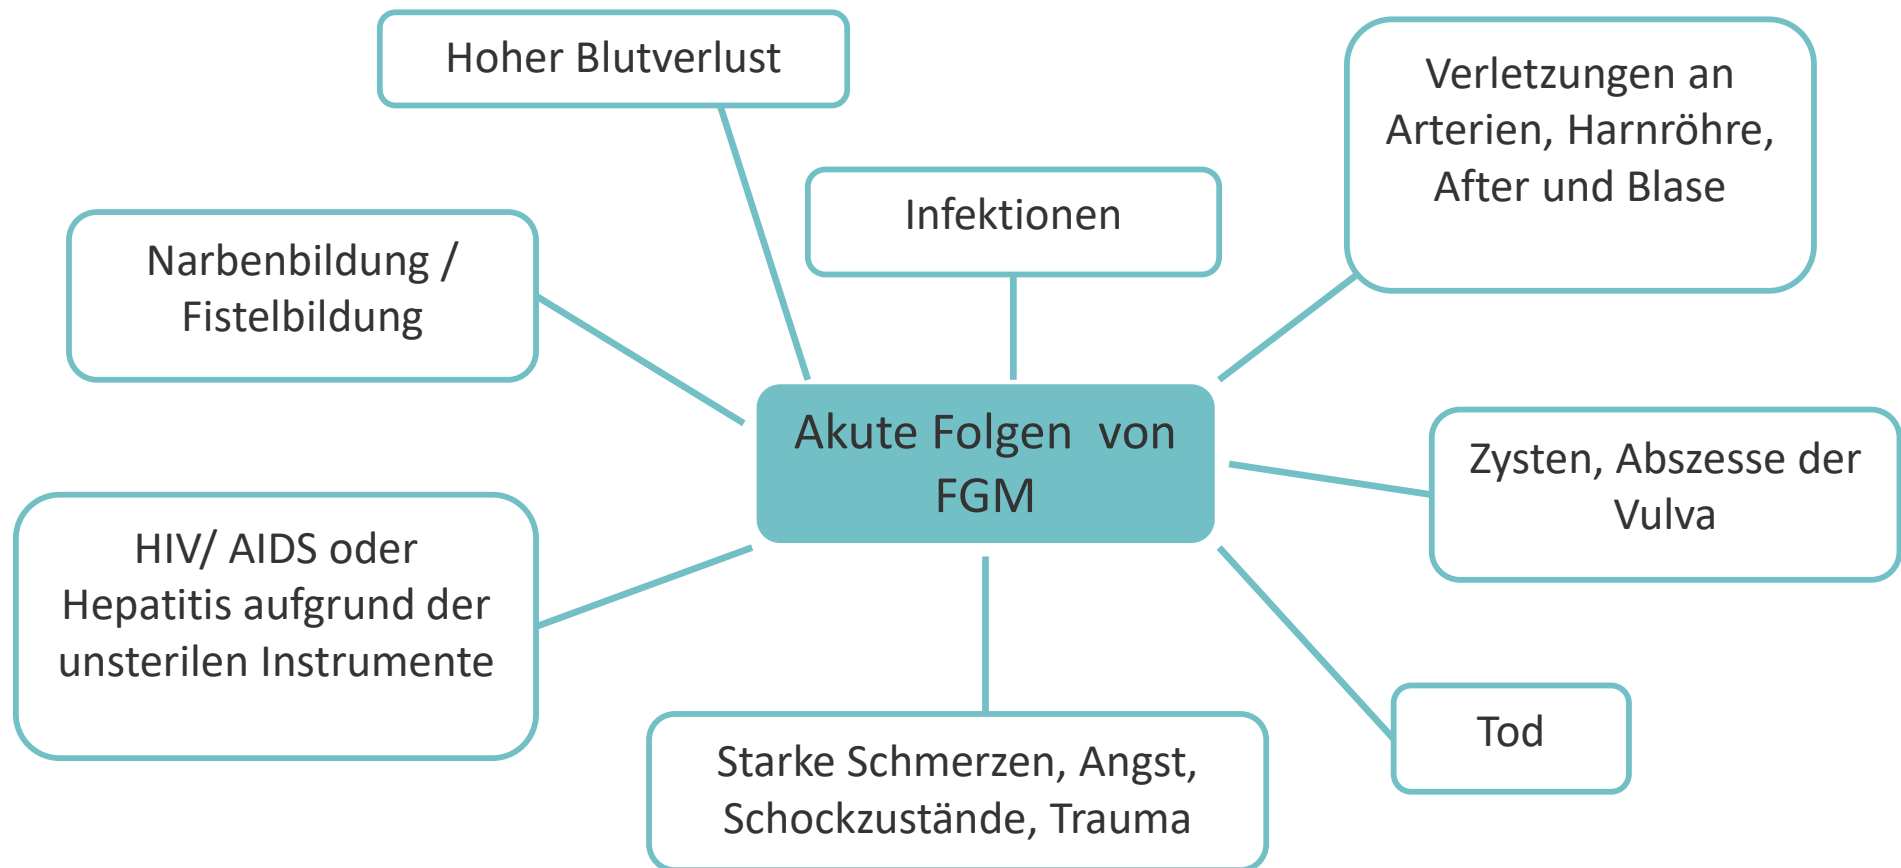 Hoher Blutverlust
Verletzungen an
Arterien, Harnröhre,
After und Blase
Infektionen
Narbenbildung /
Fistelbildung
Akute Folgen  von
FGM
Zysten, Abszesse der
Vulva
HIV/ AIDS oder
Hepatitis aufgrund der
unsterilen Instrumente
Tod
Starke Schmerzen, Angst,
Schockzustände, Trauma